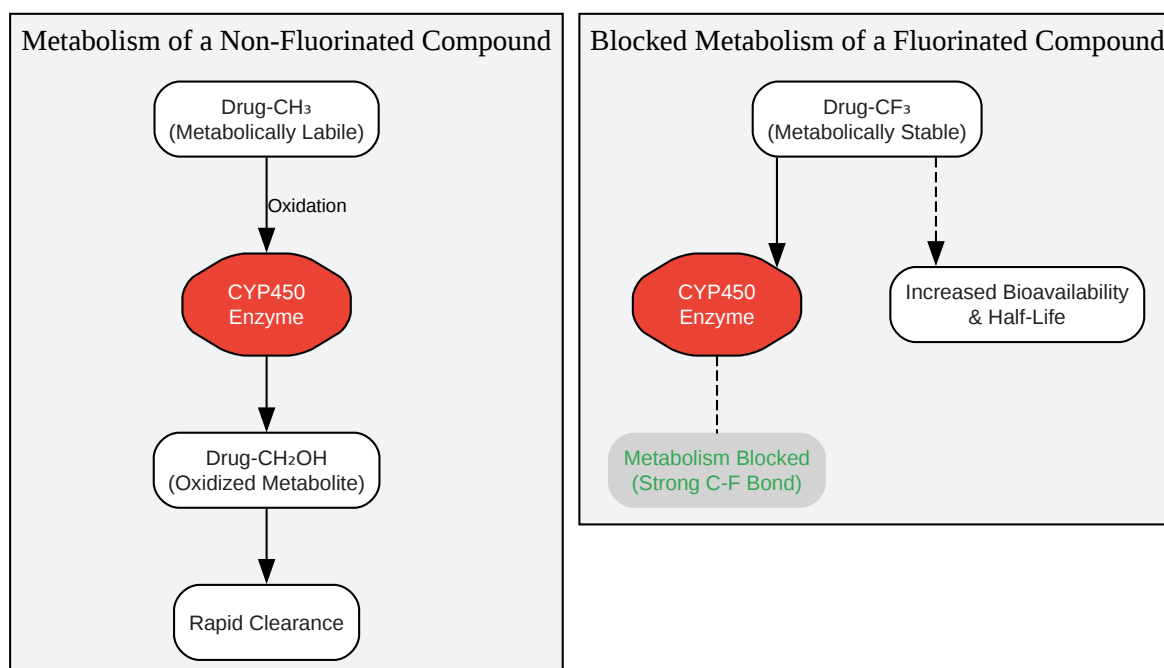 Metabolism of a Non-Fluorinated Compound
Drug-CH₃
(Metabolically Labile)
Oxidation
CYP450
Enzyme
Drug-CH₂OH
(Oxidized Metabolite)
Rapid Clearance
Blocked Metabolism of a Fluorinated Compound
Drug-CF₃
(Metabolically Stable)
CYP450
Enzyme
Increased Bioavailability
& Half-Life
Metabolism Blocked
(Strong C-F Bond)